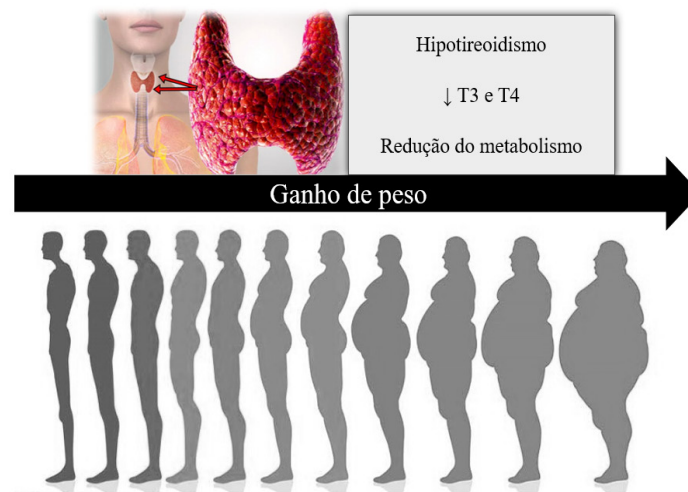 Hipotireoidismo
↓ T3 e T4
Redução do metabolismo
Ganho de peso